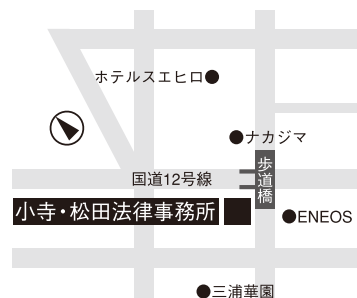 ホテルスエヒロ●
●ナカジマ
歩道橋
国道12号線
小寺・松田法律事務所
●ENEOS
●三浦華園